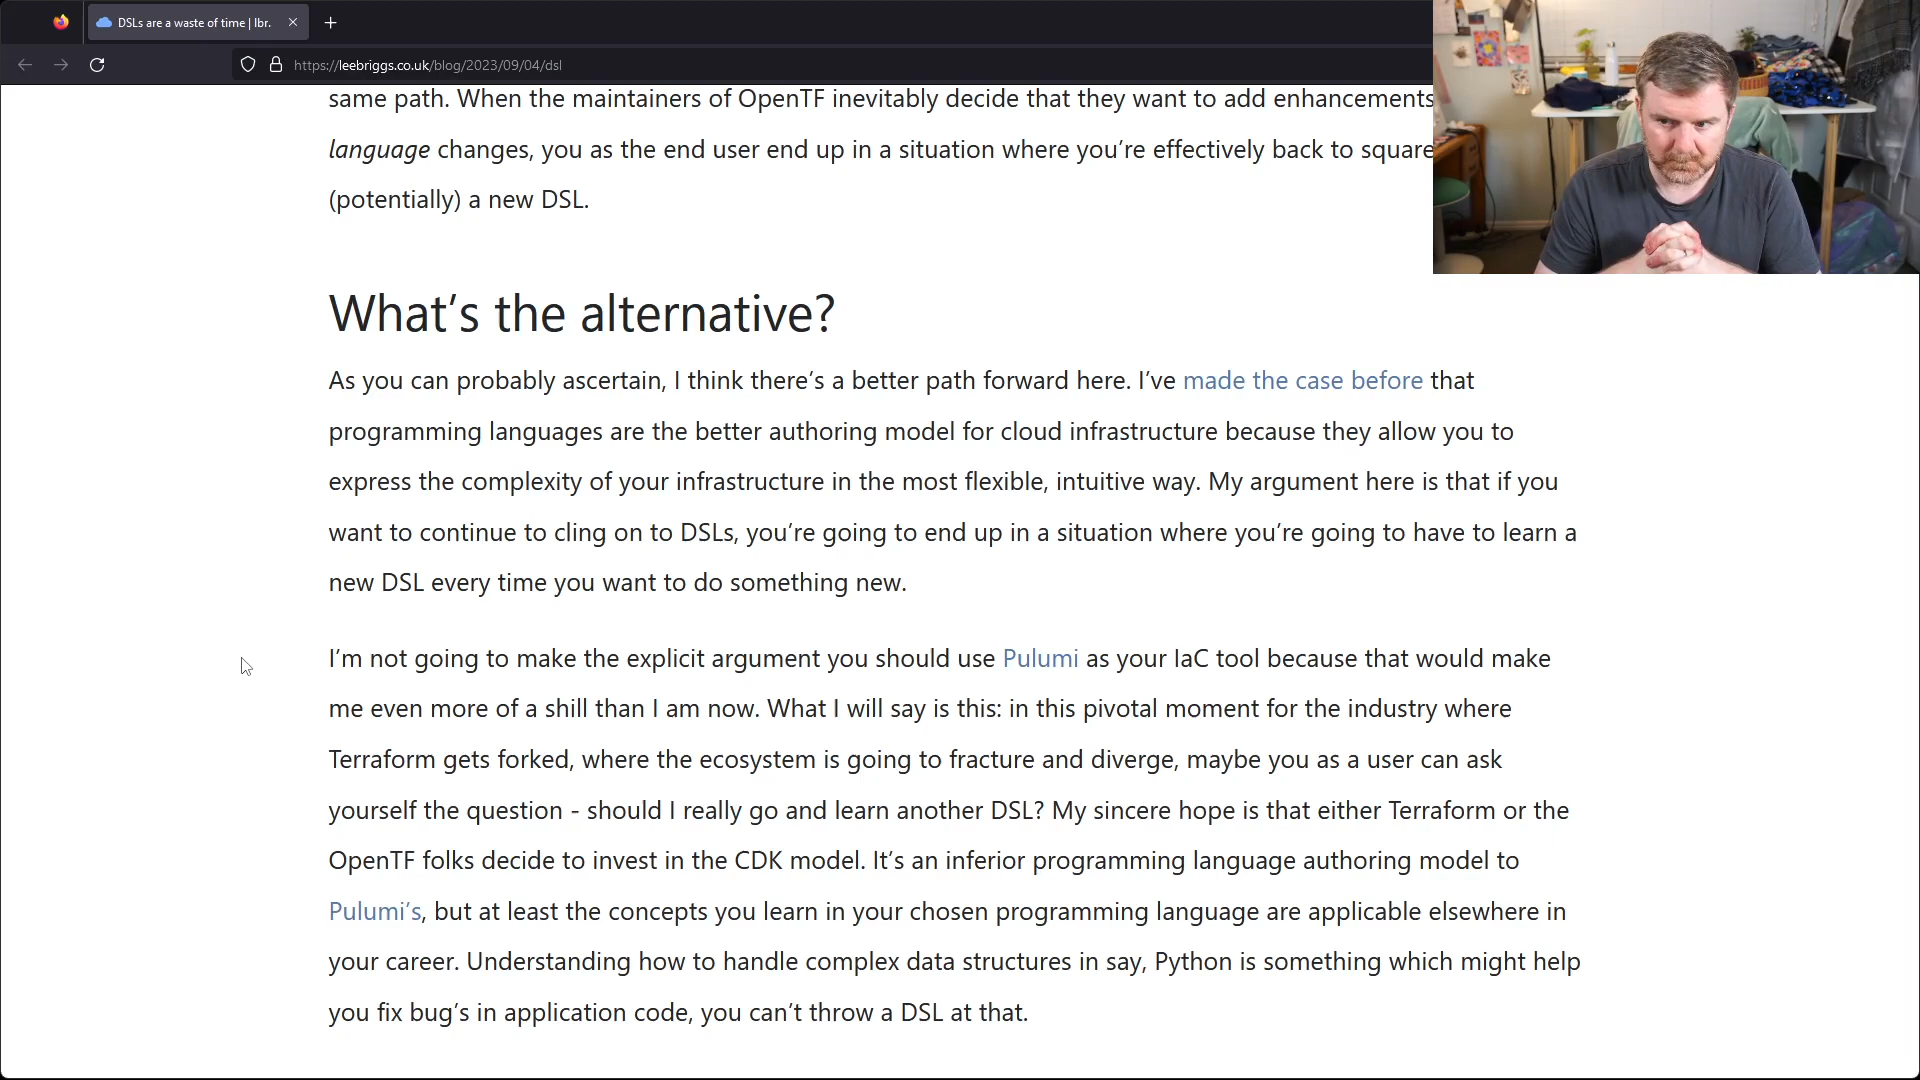 DSLs are a waste of time | lbr.
https://leebriggs.co.uk/blog/2023/09/04/dsl
same path. When the maintainers of OpenTF inevitably decide that they want to add enhancements
language changes, you as the end user end up in a situation where you’re effectively back to square
(potentially) a new DSL.
What’s the alternative?
As you can probably ascertain, I think there’s a better path forward here. I’ve made the case before that
programming languages are the better authoring model for cloud infrastructure because they allow you to
express the complexity of your infrastructure in the most flexible, intuitive way. My argument here is that if you
want to continue to cling on to DSLs, you’re going to end up in a situation where you’re going to have to learn a
new DSL every time you want to do something new.
I’m not going to make the explicit argument you should use Pulumi as your IaC tool because that would make
me even more of a shill than I am now. What I will say is this: in this pivotal moment for the industry where
Terraform gets forked, where the ecosystem is going to fracture and diverge, maybe you as a user can ask
yourself the question - should I really go and learn another DSL? My sincere hope is that either Terraform or the
OpenTF folks decide to invest in the CDK model. It’s an inferior programming language authoring model to
Pulumi’s, but at least the concepts you learn in your chosen programming language are applicable elsewhere in
your career. Understanding how to handle complex data structures in say, Python is something which might help
you fix bug’s in application code, you can’t throw a DSL at that.